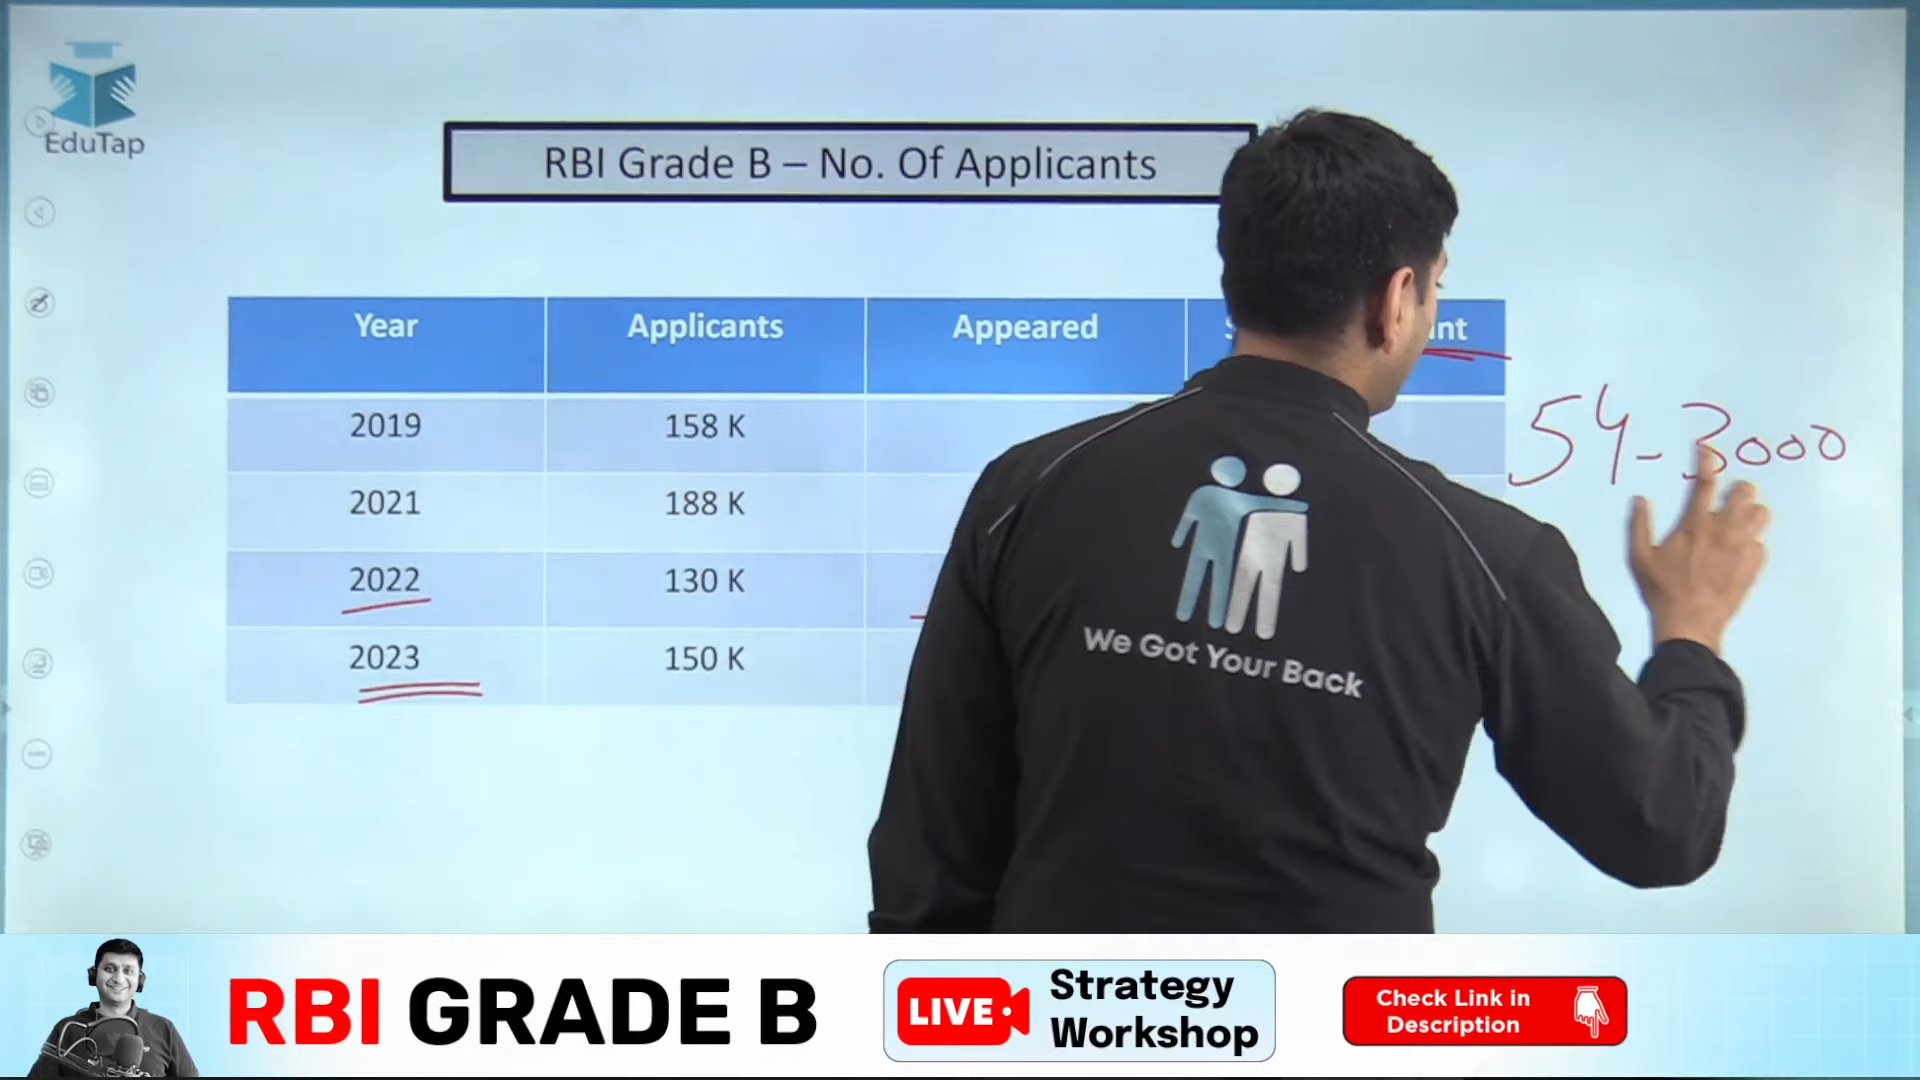 EduTap
RBI Grade B – No. Of Applicants
Year Applicants Appeared
2019 158 K
2021 188 K
2022 130 K
2023 150 K
54-3000
We Got Your Back
RBI GRADE B
LIVE
Strategy
Workshop
Check Link in
Description